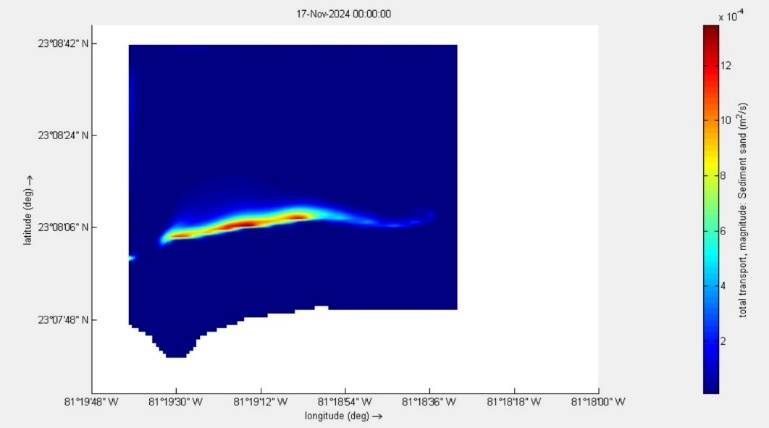 17-Nov-2024 00:00:00
x 10⁻⁴
23°08'42" N
23°08'24" N
23°08'06" N
23°07'48" N
latitude (deg) →
81°19'48" W 81°19'30" W 81°19'12" W 81°18'54" W 81°18'36" W 81°18'18" W 81°18'00" W
longitude (deg) →
12
10
8
6
4
2
total transport, magnitude: Sediment sand (m²/s)